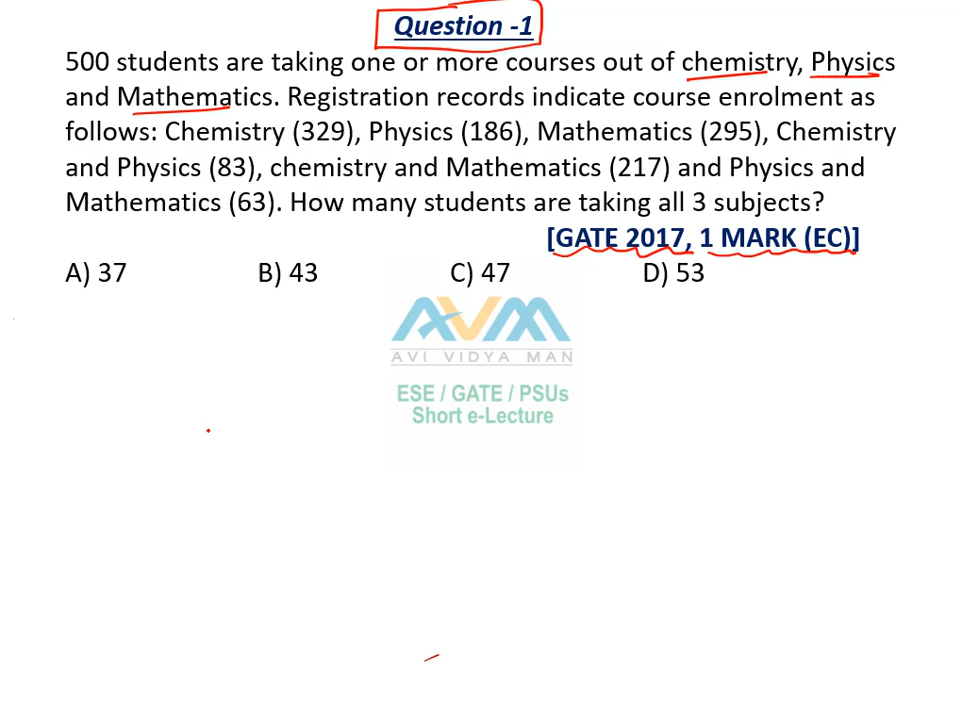 Question -1
500 students are taking one or more courses out of chemistry, Physics
and Mathematics. Registration records indicate course enrolment as
follows: Chemistry (329), Physics (186), Mathematics (295), Chemistry
and Physics (83), chemistry and Mathematics (217) and Physics and
Mathematics (63). How many students are taking all 3 subjects?
[GATE 2017, 1 MARK (EC)]
A) 37 B) 43 C) 47 D) 53
AVM
AVI VIDYA MAN
ESE / GATE / PSUs
Short e-Lecture